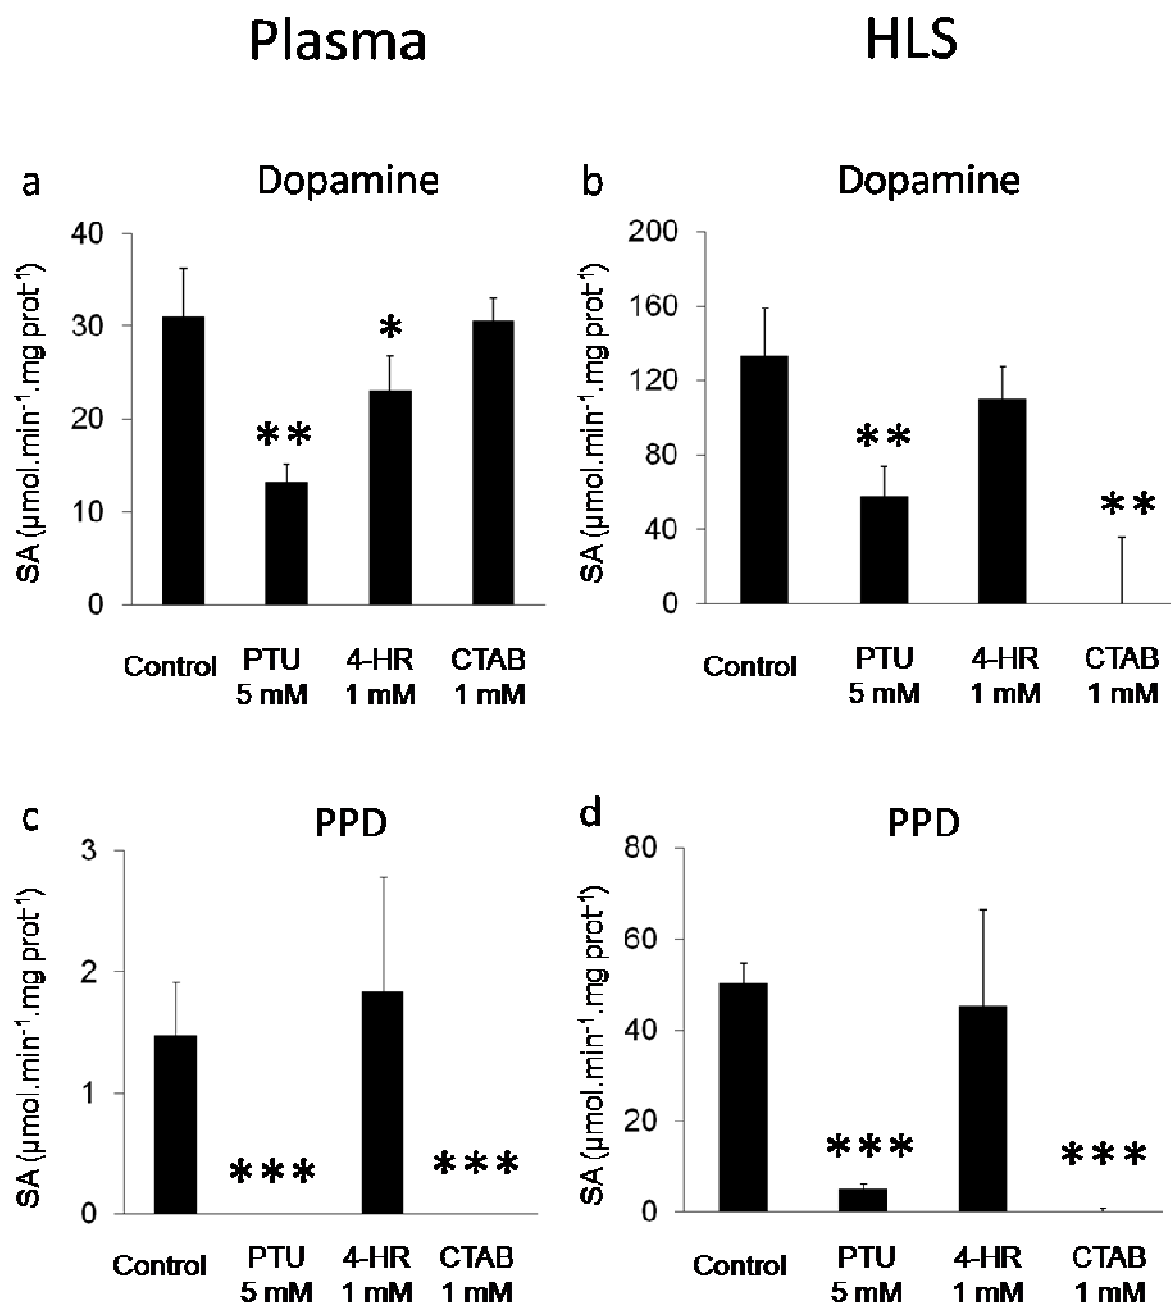 Plasma
HLS
a
Dopamine
SA (µmol.min⁻¹.mg prot⁻¹)
40
30
20
10
0
**
*
Control
PTU
5 mM
4-HR
1 mM
CTAB
1 mM
b
Dopamine
SA (µmol.min⁻¹.mg prot⁻¹)
200
160
120
80
40
0
**
**
Control
PTU
5 mM
4-HR
1 mM
CTAB
1 mM
c
PPD
SA (µmol.min⁻¹.mg prot⁻¹)
3
2
1
0
***
***
Control
PTU
5 mM
4-HR
1 mM
CTAB
1 mM
d
PPD
SA (µmol.min⁻¹.mg prot⁻¹)
80
60
40
20
0
***
***
Control
PTU
5 mM
4-HR
1 mM
CTAB
1 mM